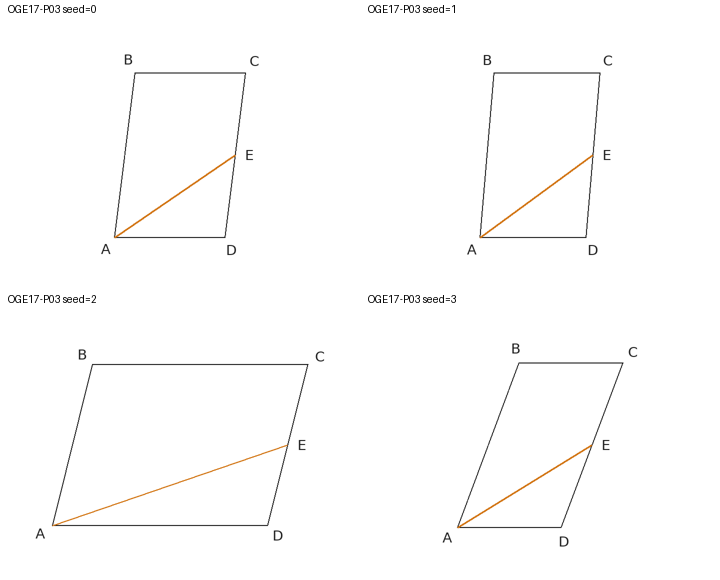 OGE17-P03 seed=0
OGE17-P03 seed=1
B C
E
A D
B C
E
A D
OGE17-P03 seed=2
OGE17-P03 seed=3
B C
E
A D
B C
E
A D